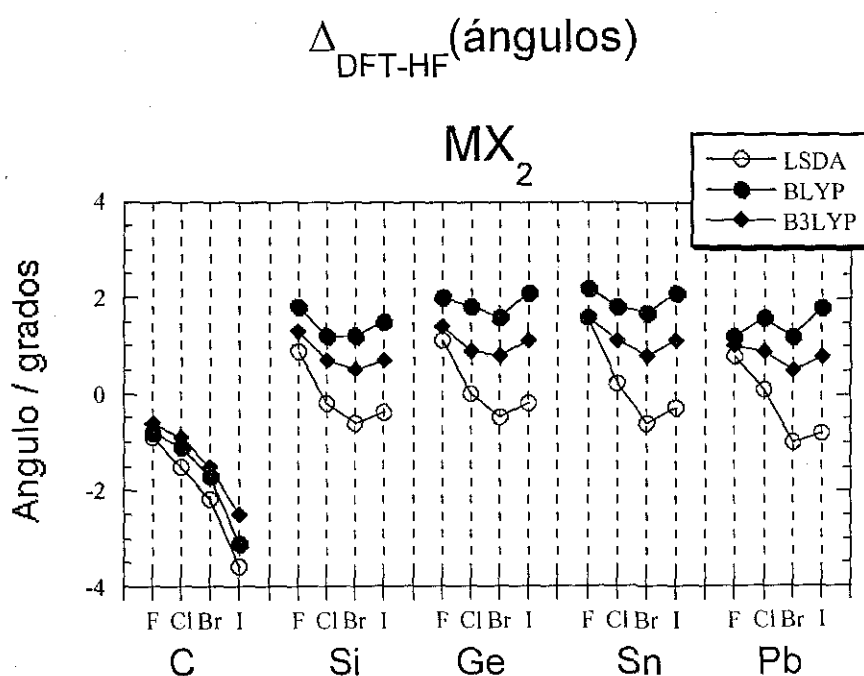 Δ_DFT-HF(ángulos)
MX₂
LSDA
BLYP
B3LYP
Angulo / grados
4
2
0
-2
-4
F Cl Br I F Cl Br I F Cl Br I F Cl Br I F Cl Br I
C Si Ge Sn Pb